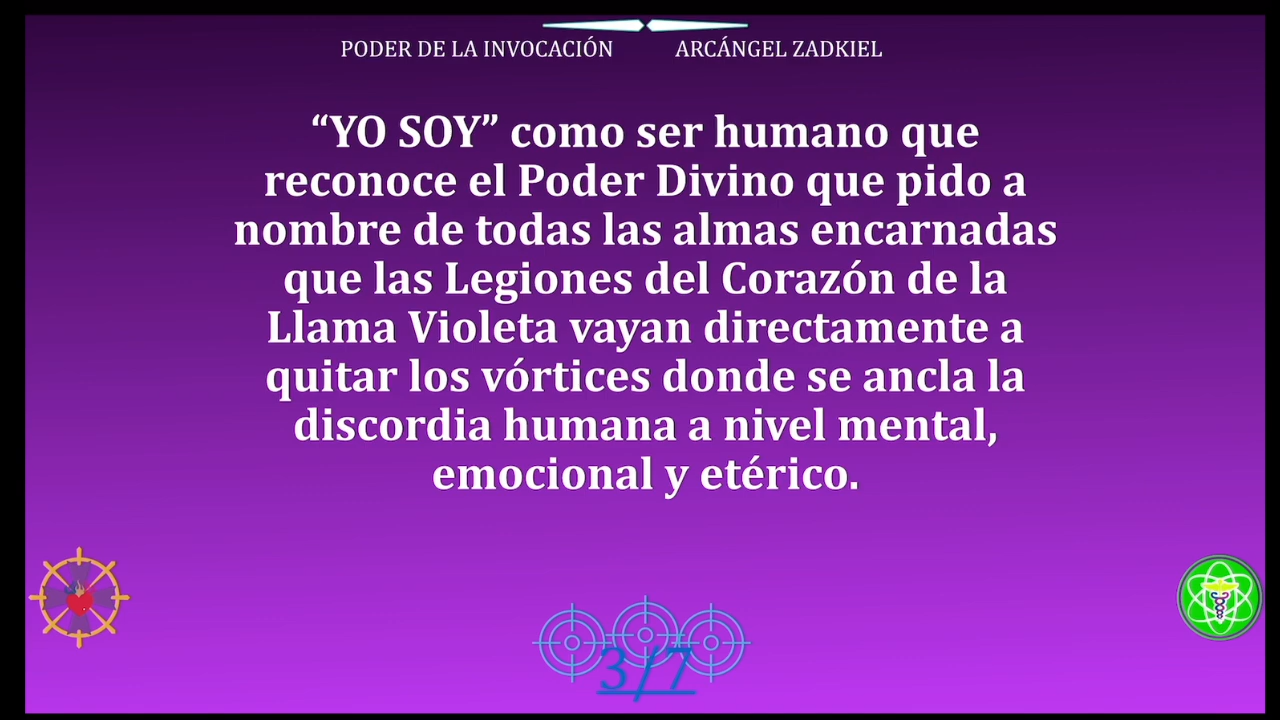 PODER DE LA INVOCACIÓN ARCÁNGEL ZADKIEL
“YO SOY” como ser humano que
reconoce el Poder Divino que pido a
nombre de todas las almas encarnadas
que las Legiones del Corazón de la
Llama Violeta vayan directamente a
quitar los vórtices donde se ancla la
discordia humana a nivel mental,
emocional y etérico.
3/7